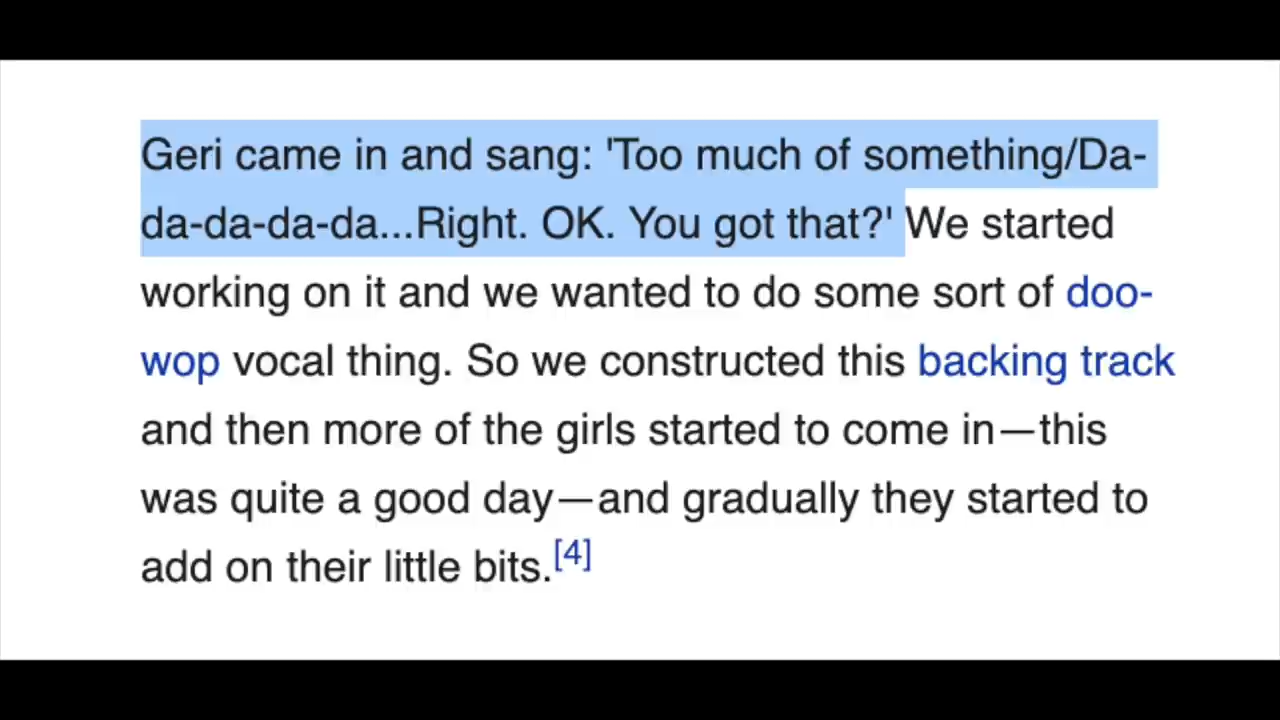 Geri came in and sang: 'Too much of something/Da-
da-da-da-da...Right. OK. You got that?' We started
working on it and we wanted to do some sort of doo-
wop vocal thing. So we constructed this backing track
and then more of the girls started to come in—this
was quite a good day—and gradually they started to
add on their little bits.[4]